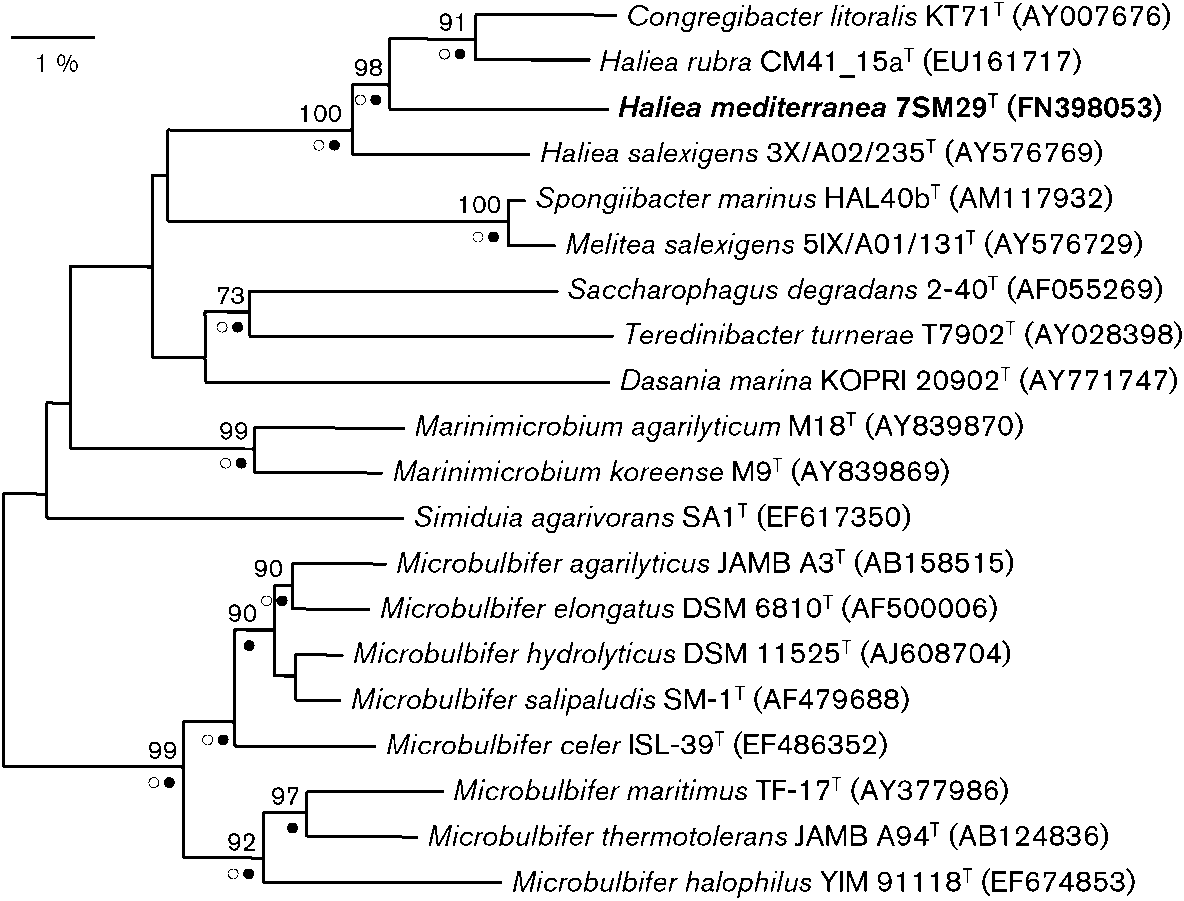 91
Congregibacter litoralis KT71ᵀ (AY007676)
1 %
Haliea rubra CM41_15aᵀ (EU161717)
98
Haliea mediterranea 7SM29ᵀ (FN398053)
100
Haliea salexigens 3X/A02/235ᵀ (AY576769)
100
Spongiibacter marinus HAL40bᵀ (AM117932)
Melitea salexigens 5IX/A01/131ᵀ (AY576729)
73
Saccharophagus degradans 2-40ᵀ (AF055269)
Teredinibacter turnerae T7902ᵀ (AY028398)
Dasania marina KOPRI 20902ᵀ (AY771747)
99
Marinimicrobium agarilyticum M18ᵀ (AY839870)
Marinimicrobium koreense M9ᵀ (AY839869)
Simiduia agarivorans SA1ᵀ (EF617350)
90
Microbulbifer agarilyticus JAMB A3ᵀ (AB158515)
Microbulbifer elongatus DSM 6810ᵀ (AF500006)
90
Microbulbifer hydrolyticus DSM 11525ᵀ (AJ608704)
Microbulbifer salipaludis SM-1ᵀ (AF479688)
Microbulbifer celer ISL-39ᵀ (EF486352)
99
Microbulbifer maritimus TF-17ᵀ (AY377986)
97
Microbulbifer thermotolerans JAMB A94ᵀ (AB124836)
92
Microbulbifer halophilus YIM 91118ᵀ (EF674853)